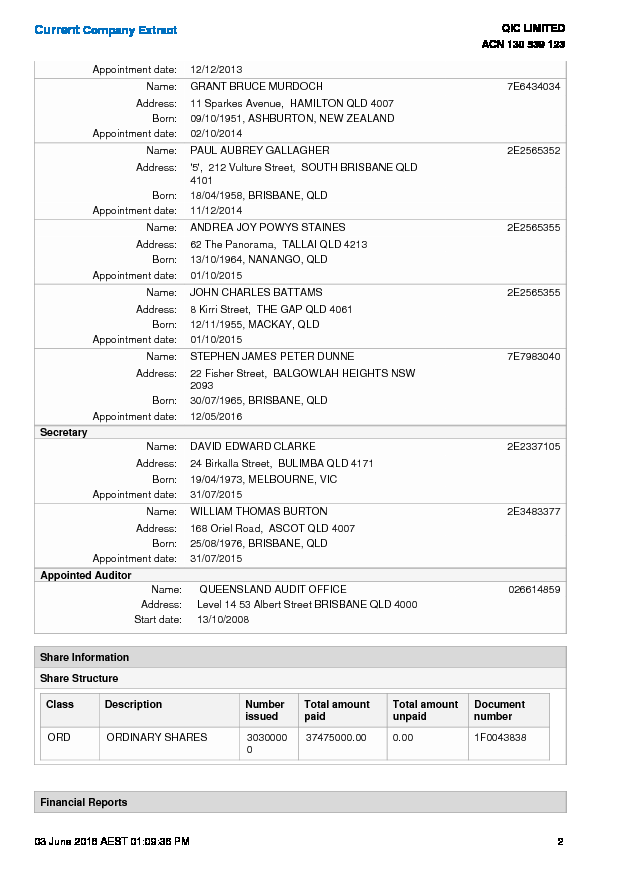 Current Company Extract
QIC LIMITED
ACN 130 539 123
Appointment date: 12/12/2013
Name: GRANT BRUCE MURDOCH 7E6434034
Address: 11 Sparkes Avenue, HAMILTON QLD 4007
Born: 09/10/1951, ASHBURTON, NEW ZEALAND
Appointment date: 02/10/2014
Name: PAUL AUBREY GALLAGHER 2E2565352
Address: '5', 212 Vulture Street, SOUTH BRISBANE QLD
4101
Born: 18/04/1958, BRISBANE, QLD
Appointment date: 11/12/2014
Name: ANDREA JOY POWYS STAINES 2E2565355
Address: 62 The Panorama, TALLAI QLD 4213
Born: 13/10/1964, NANANGO, QLD
Appointment date: 01/10/2015
Name: JOHN CHARLES BATTAMS 2E2565355
Address: 8 Kirri Street, THE GAP QLD 4061
Born: 12/11/1955, MACKAY, QLD
Appointment date: 01/10/2015
Name: STEPHEN JAMES PETER DUNNE 7E7983040
Address: 22 Fisher Street, BALGOWLAH HEIGHTS NSW
2093
Born: 30/07/1965, BRISBANE, QLD
Appointment date: 12/05/2016
Secretary
Name: DAVID EDWARD CLARKE 2E2337105
Address: 24 Birkalla Street, BULIMBA QLD 4171
Born: 19/04/1973, MELBOURNE, VIC
Appointment date: 31/07/2015
Name: WILLIAM THOMAS BURTON 2E3483377
Address: 168 Oriel Road, ASCOT QLD 4007
Born: 25/08/1976, BRISBANE, QLD
Appointment date: 31/07/2015
Appointed Auditor
Name: QUEENSLAND AUDIT OFFICE 026614859
Address: Level 14 53 Albert Street BRISBANE QLD 4000
Start date: 13/10/2008
Share Information
Share Structure
Class Description Number issued Total amount paid Total amount unpaid Document number
ORD ORDINARY SHARES 3030000 37475000.00 0.00 1F0043838
0
Financial Reports
03 June 2016 AEST 01:09:36 PM 2